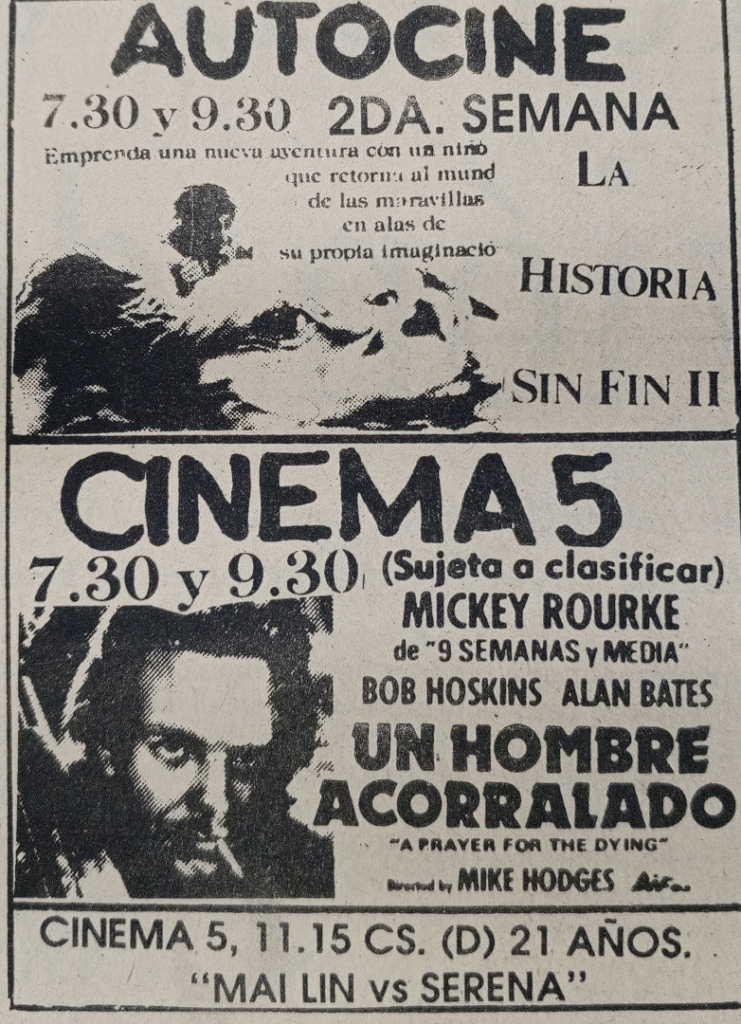 AUTOCINE
7.30 y 9.30 2DA. SEMANA
Emprenda una nueva aventura con un niño
que retorna al mund
de las maravillas
en alas de
su propia imaginació
LA
HISTORIA
SIN FIN II
CINEMA 5
7.30 y 9.30 (Sujeta a clasificar)
MICKEY ROURKE
de "9 SEMANAS y MEDIA"
BOB HOSKINS ALAN BATES
UN HOMBRE
ACORRALADO
"A PRAYER FOR THE DYING"
Directed by MIKE HODGES
CINEMA 5, 11.15 CS. (D) 21 AÑOS.
"MAI LIN vs SERENA"